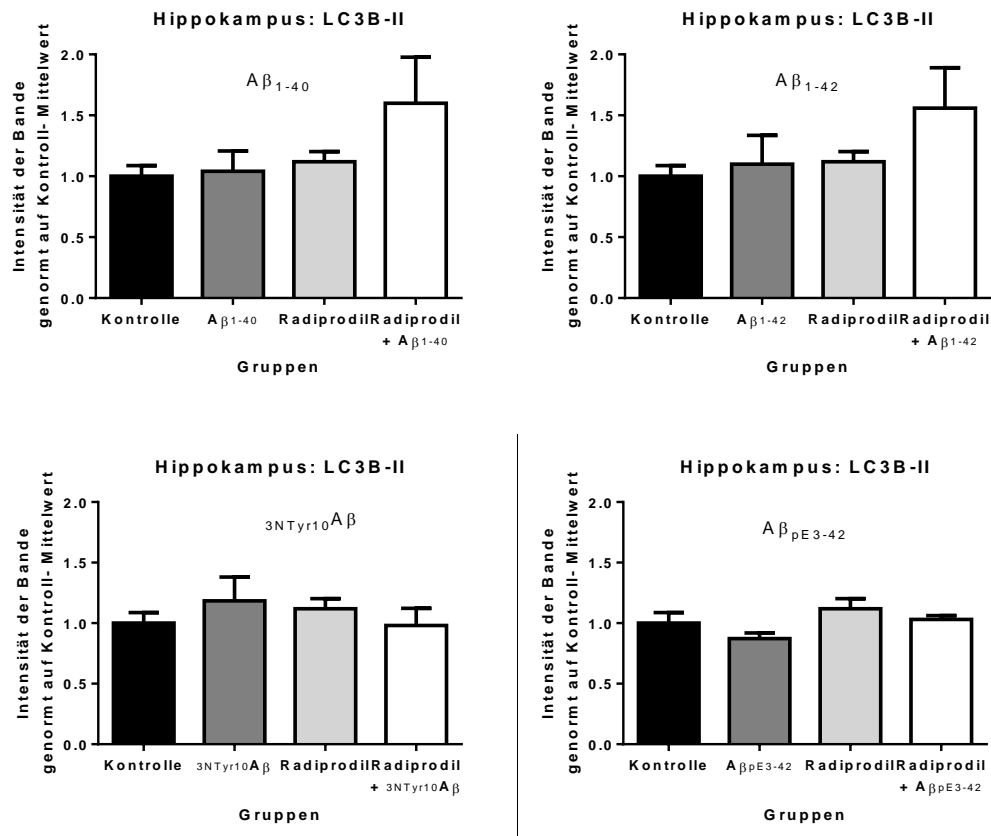 Hippokampus: LC3B-II
Intensität der Bande
genormt auf Kontroll-Mittelwert
2.0
1.5
1.0
0.5
0.0
Aβ1-40
Kontrolle Aβ1-40 Radiprodil Radiprodil
+ Aβ1-40
Gruppen
Hippokampus: LC3B-II
Intensität der Bande
genormt auf Kontroll-Mittelwert
2.0
1.5
1.0
0.5
0.0
Aβ1-42
Kontrolle Aβ1-42 Radiprodil Radiprodil
+ Aβ1-42
Gruppen
Hippokampus: LC3B-II
Intensität der Bande
genormt auf Kontroll-Mittelwert
2.0
1.5
1.0
0.5
0.0
3NTyr10Aβ
Kontrolle 3NTyr10Aβ Radiprodil Radiprodil
+ 3NTyr10Aβ
Gruppen
Hippokampus: LC3B-II
Intensität der Bande
genormt auf Kontroll-Mittelwert
2.0
1.5
1.0
0.5
0.0
AβpE3-42
Kontrolle AβpE3-42 Radiprodil Radiprodil
+ AβpE3-42
Gruppen